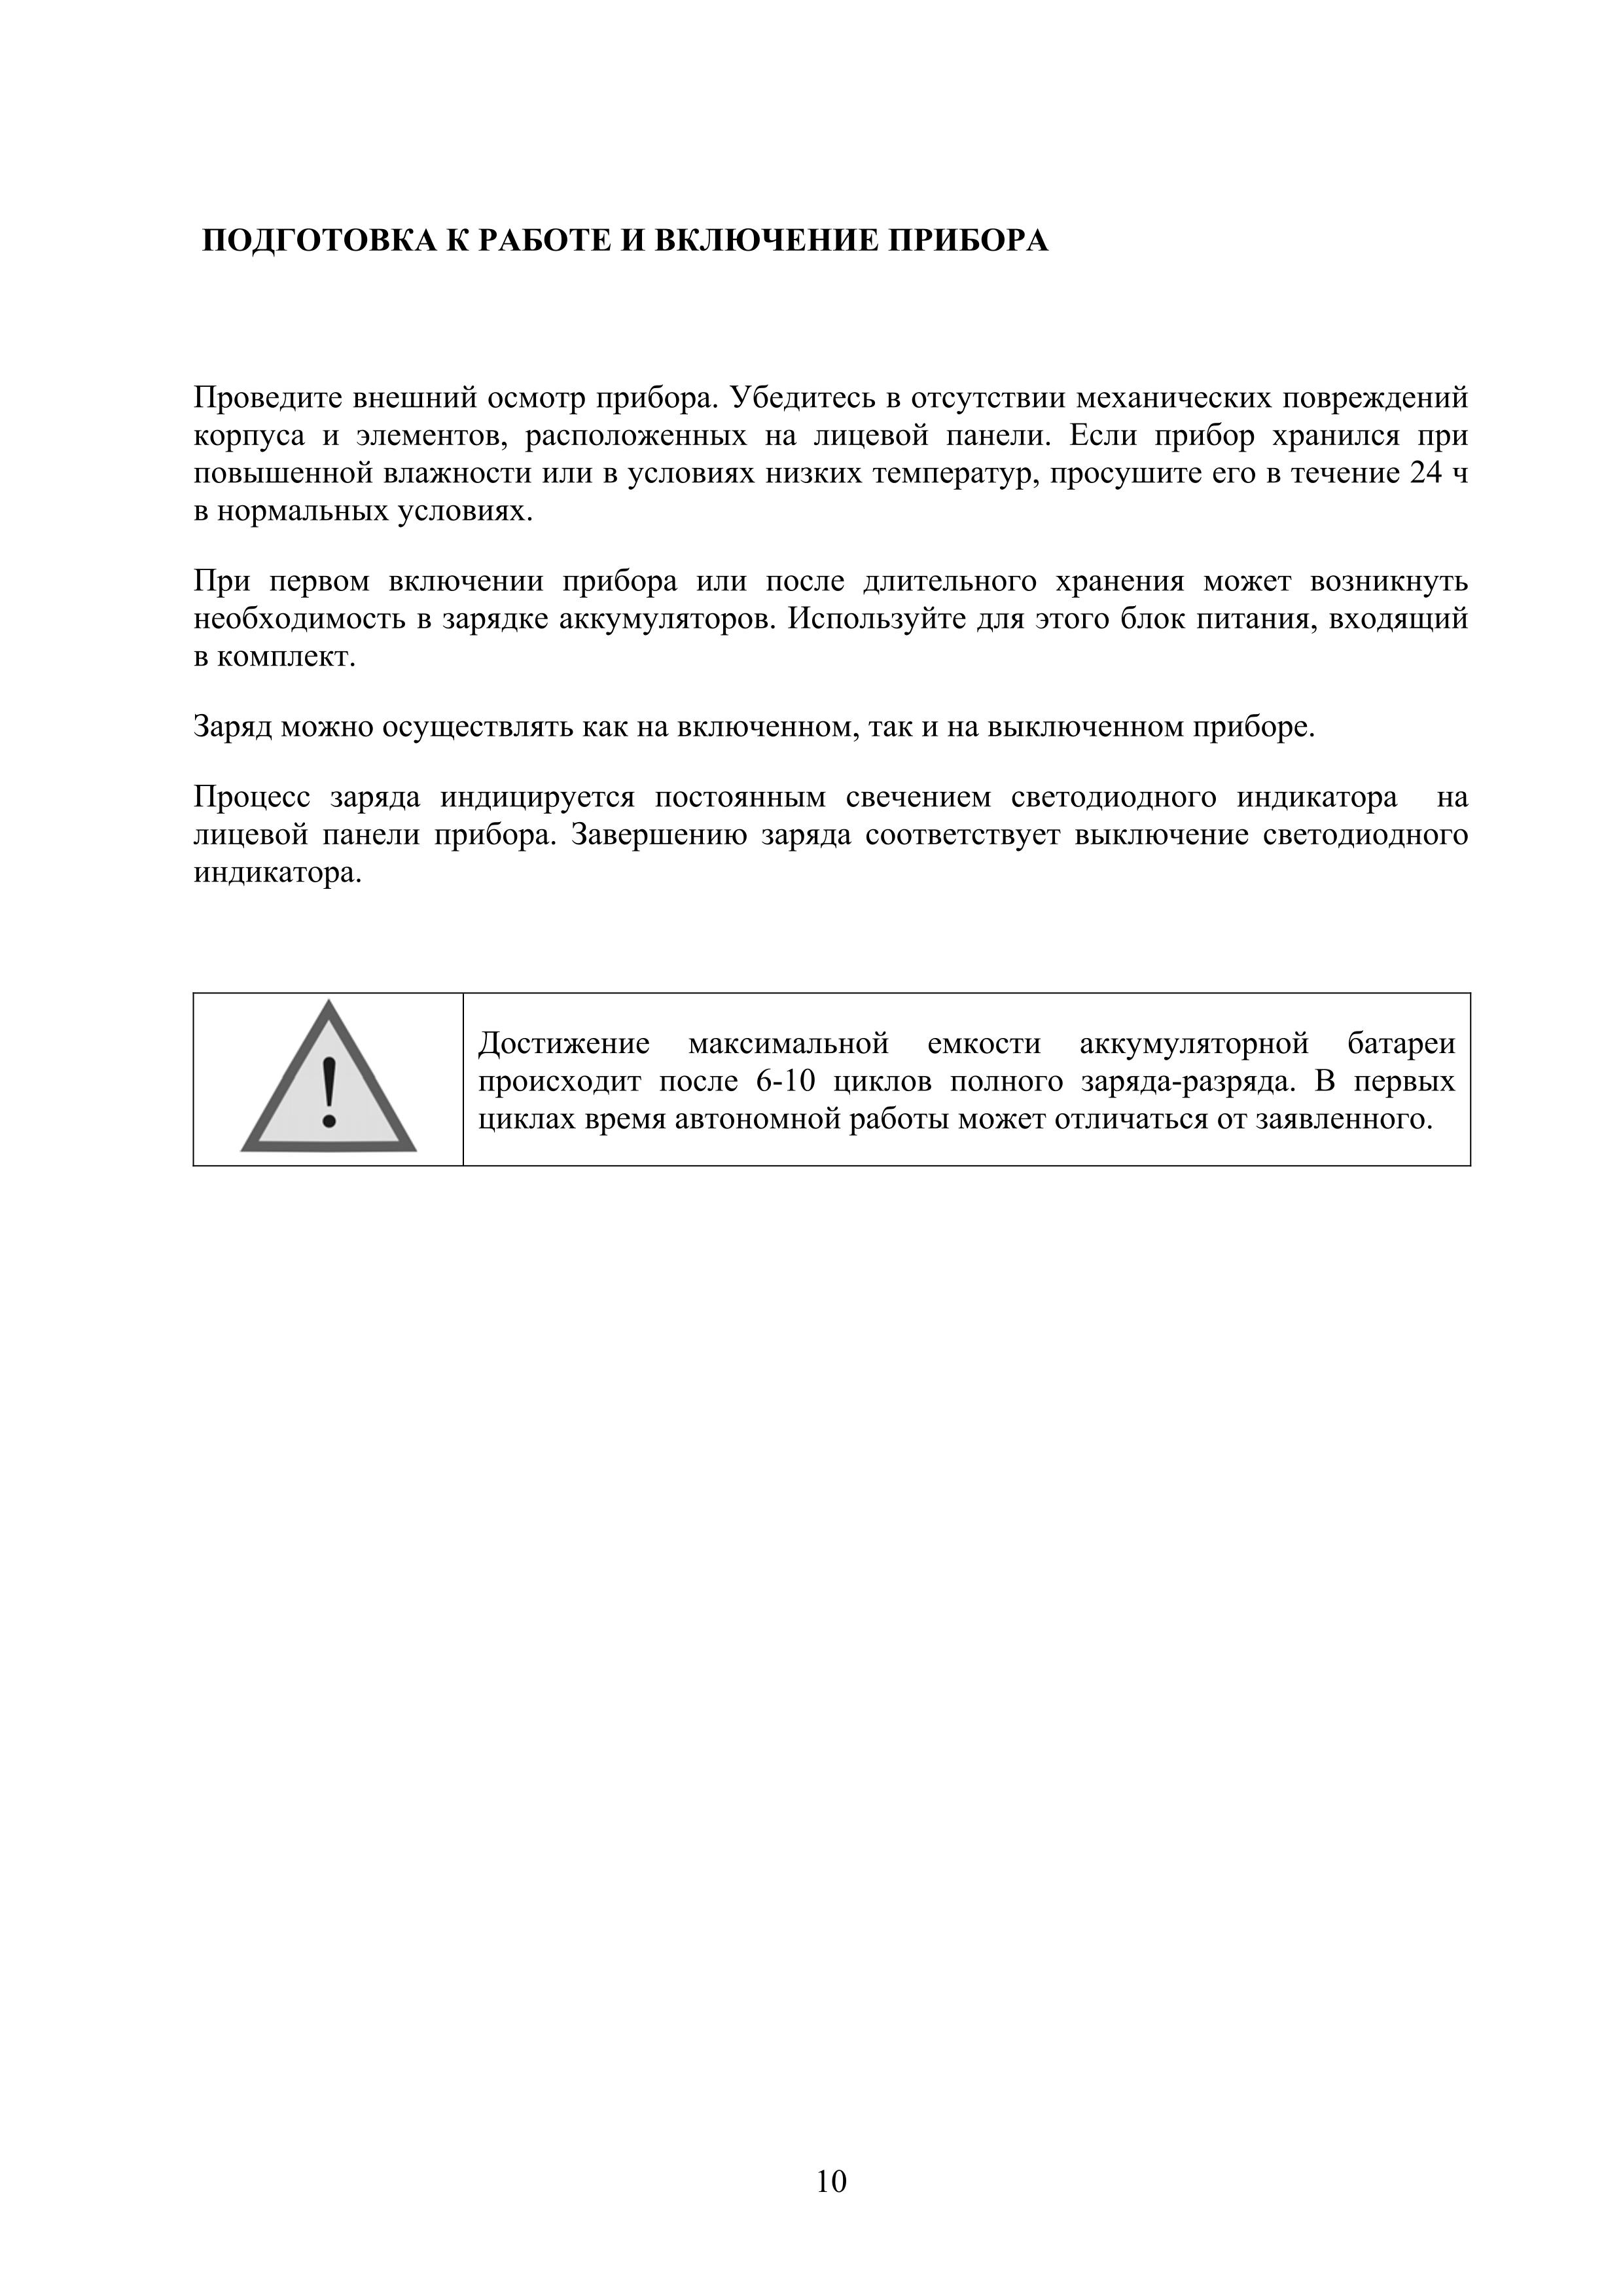 ПОДГОТОВКА К РАБОТЕ И ВКЛЮЧЕНИЕ ПРИБОРА
Проведите внешний осмотр прибора. Убедитесь в отсутствии механических повреждений
корпуса и элементов, расположенных на лицевой панели. Если прибор хранился при
повышенной влажности или в условиях низких температур, просушите его в течение 24 ч
в нормальных условиях.
При первом включении прибора или после длительного хранения может возникнуть
необходимость в зарядке аккумуляторов. Используйте для этого блок питания, входящий
в комплект.
Заряд можно осуществлять как на включенном, так и на выключенном приборе.
Процесс заряда индицируется постоянным свечением светодиодного индикатора на
лицевой панели прибора. Завершению заряда соответствует выключение светодиодного
индикатора.
!
Достижение максимальной емкости аккумуляторной батареи
происходит после 6-10 циклов полного заряда-разряда. В первых
циклах время автономной работы может отличаться от заявленного.
10